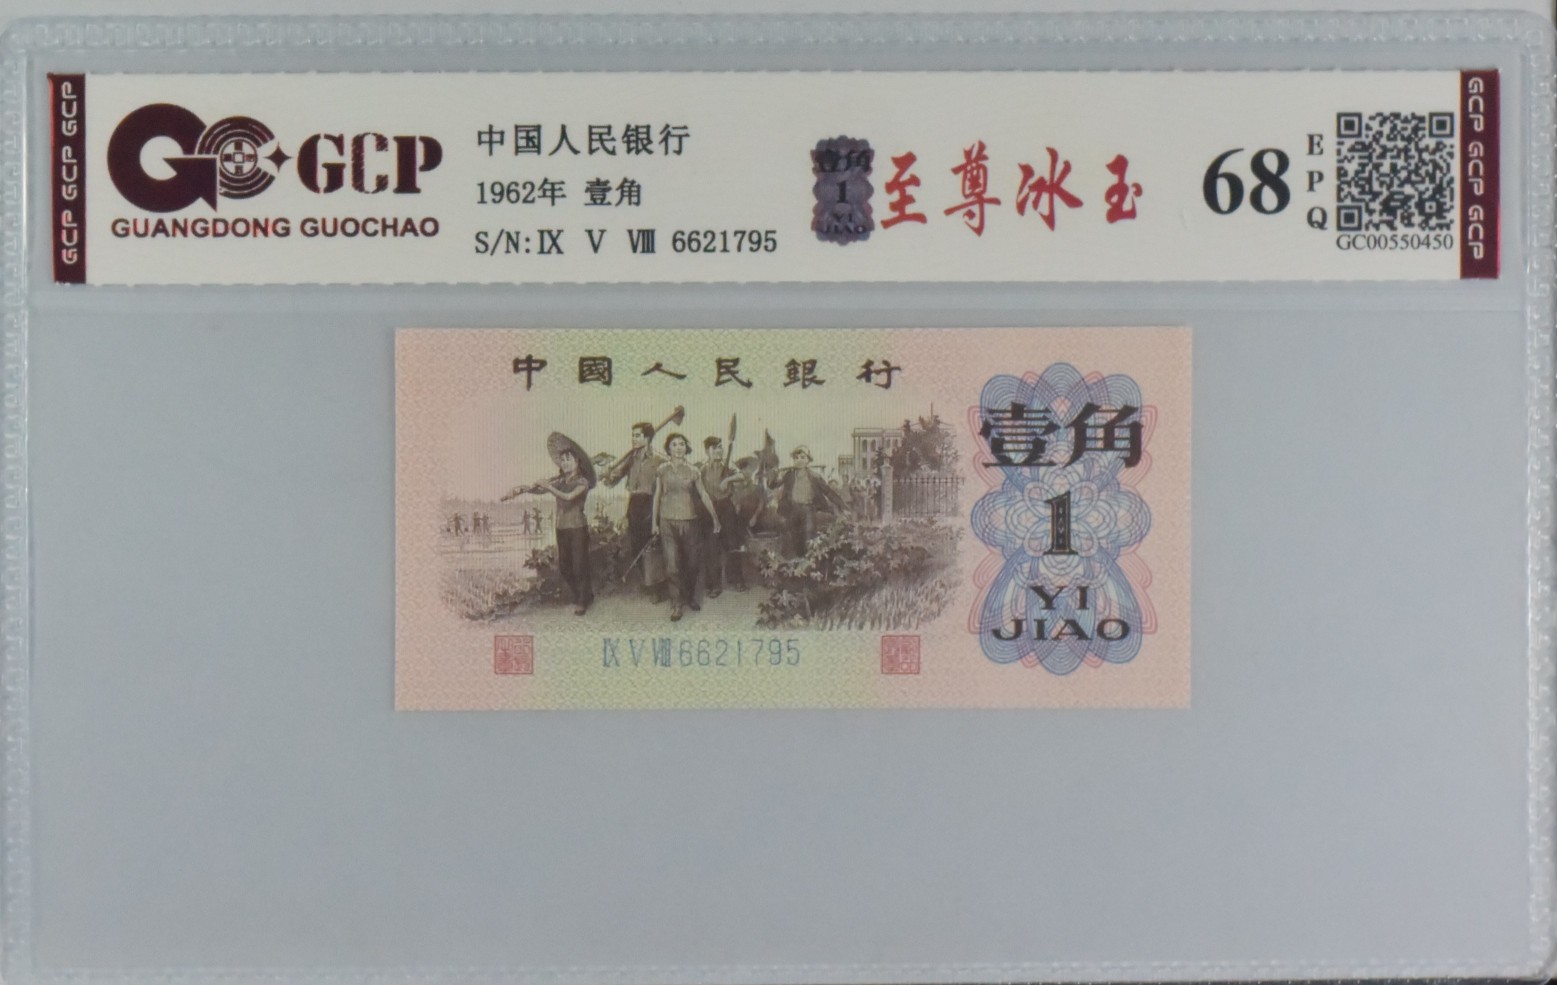 GCP GCP GCP
GCP
GUANGDONG GUOCHAO
中国人民银行
1962年 壹角
S/N:Ⅸ Ⅴ Ⅷ 6621795
壹角
1
YI
JIAO
至尊冰玉
68
E
P
Q
GC00550450
GCP GCP GCP
中國人民銀行
壹角
1
YI
JIAO
Ⅸ Ⅴ Ⅷ 6621795